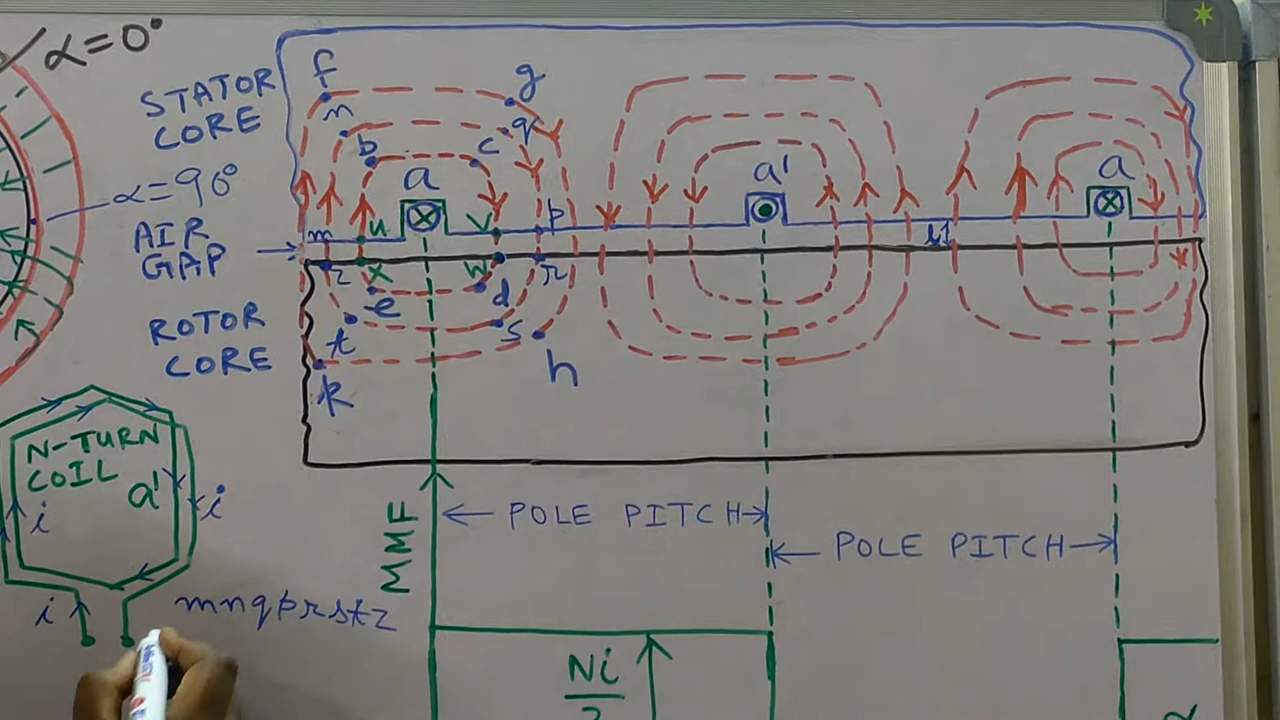 α=0°
STATOR
CORE
α=90°
AIR
GAP
ROTOR
CORE
f
g
n
q
b
c
a
a'
a
m
u
v
p
z
x
w
r
e
d
t
s
k
h
N-TURN
COIL
a'
i
i
i
mnqprstz
MMF
POLE PITCH
POLE PITCH
Ni
α